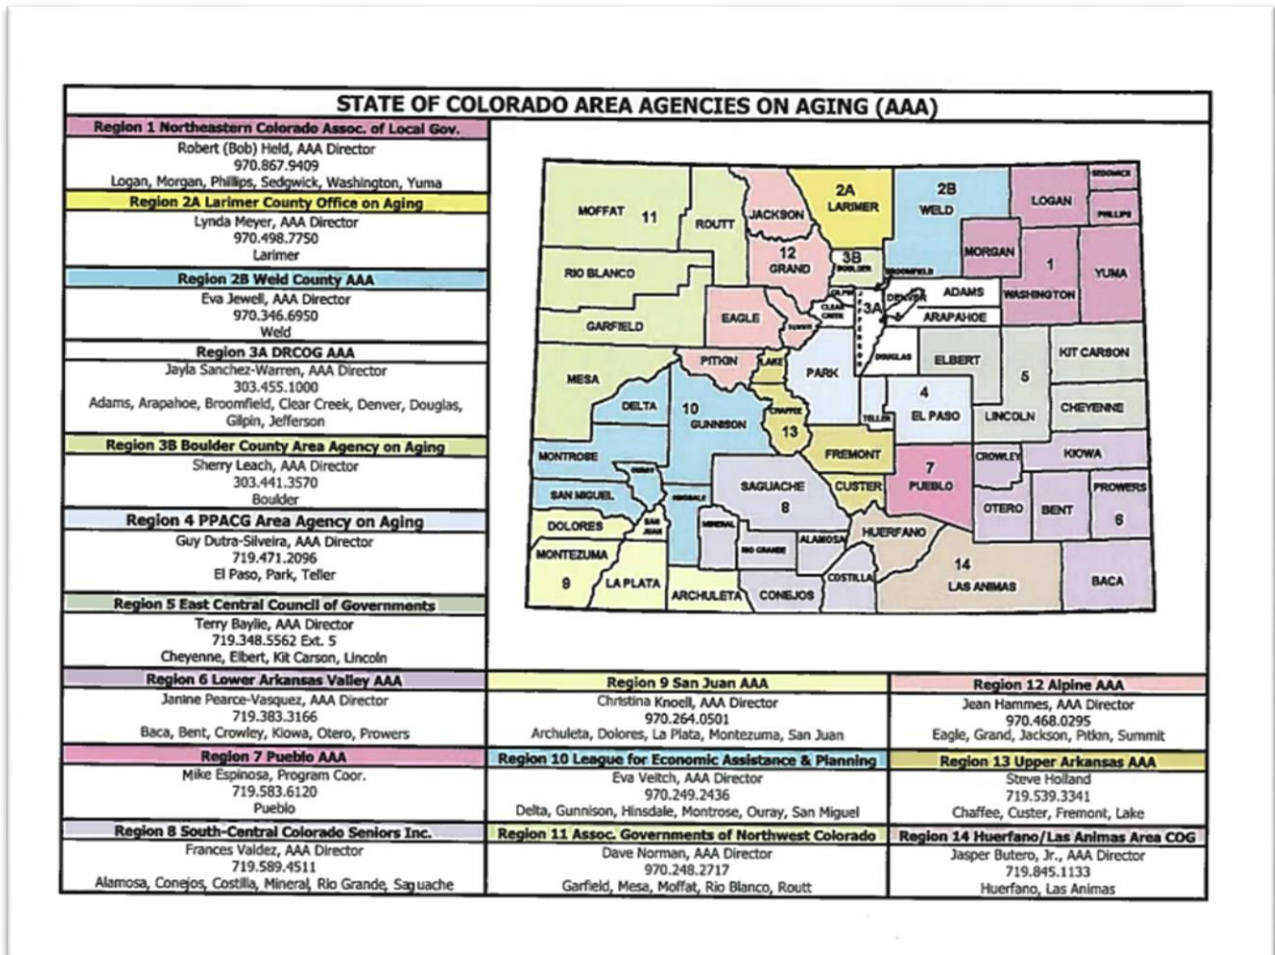 STATE OF COLORADO AREA AGENCIES ON AGING (AAA)
Region 1 Northeastern Colorado Assoc. of Local Gov.
Robert (Bob) Held, AAA Director
970.867.9409
Logan, Morgan, Phillips, Sedgwick, Washington, Yuma
Region 2A Larimer County Office on Aging
Lynda Meyer, AAA Director
970.498.7750
Larimer
Region 2B Weld County AAA
Eva Jewell, AAA Director
970.346.6950
Weld
Region 3A DRCOG AAA
Jayla Sanchez-Warren, AAA Director
303.455.1000
Adams, Arapahoe, Broomfield, Clear Creek, Denver, Douglas,
Gilpin, Jefferson
Region 3B Boulder County Area Agency on Aging
Sherry Leach, AAA Director
303.441.3570
Boulder
Region 4 PPACG Area Agency on Aging
Guy Dutra-Silveira, AAA Director
719.471.2096
El Paso, Park, Teller
Region 5 East Central Council of Governments
Terry Baylie, AAA Director
719.348.5562 Ext. 5
Cheyenne, Elbert, Kit Carson, Lincoln
Region 6 Lower Arkansas Valley AAA
Janine Pearce-Vasquez, AAA Director
719.383.3166
Baca, Bent, Crowley, Kiowa, Otero, Prowers
Region 7 Pueblo AAA
Mike Espinosa, Program Coor.
719.583.6120
Pueblo
Region 8 South-Central Colorado Seniors Inc.
Frances Valdez, AAA Director
719.589.4511
Alamosa, Conejos, Costilla, Mineral, Rio Grande, Saguache
MOFFAT 11
ROUTT
JACKSON
2A
LARIMER
2B
WELD
LOGAN
SEDGWICK
PHILLIPS
MORGAN
1
WASHINGTON
YUMA
RIO BLANCO
12
GRAND
3B
BOULDER
BROOMFIELD
GILPIN
CLEAR
CREEK
3A
JEFFERSON
DENVER
ADAMS
ARAPAHOE
GARFIELD
EAGLE
SUMMIT
DOUGLAS
ELBERT
KIT CARSON
MESA
PITKIN
LAKE
PARK
5
LINCOLN
CHEYENNE
DELTA
10
GUNNISON
CHAFFEE
13
TELLER
4
EL PASO
MONTROSE
OURAY
FREMONT
7
PUEBLO
CROWLEY
KIOWA
SAN MIGUEL
HINSDALE
SAGUACHE
8
CUSTER
OTERO
BENT
PROWERS
6
DOLORES
SAN
JUAN
MINERAL
RIO GRANDE
ALAMOSA
HUERFANO
MONTEZUMA
9
LA PLATA
ARCHULETA
CONEJOS
COSTILLA
14
LAS ANIMAS
BACA
Region 9 San Juan AAA
Christina Knoell, AAA Director
970.264.0501
Archuleta, Dolores, La Plata, Montezuma, San Juan
Region 10 League for Economic Assistance & Planning
Eva Veitch, AAA Director
970.249.2436
Delta, Gunnison, Hinsdale, Montrose, Ouray, San Miguel
Region 11 Assoc. Governments of Northwest Colorado
Dave Norman, AAA Director
970.248.2717
Garfield, Mesa, Moffat, Rio Blanco, Routt
Region 12 Alpine AAA
Jean Hammes, AAA Director
970.468.0295
Eagle, Grand, Jackson, Pitkin, Summit
Region 13 Upper Arkansas AAA
Steve Holland
719.539.3341
Chaffee, Custer, Fremont, Lake
Region 14 Huerfano/Las Animas Area COG
Jasper Butero, Jr., AAA Director
719.845.1133
Huerfano, Las Animas